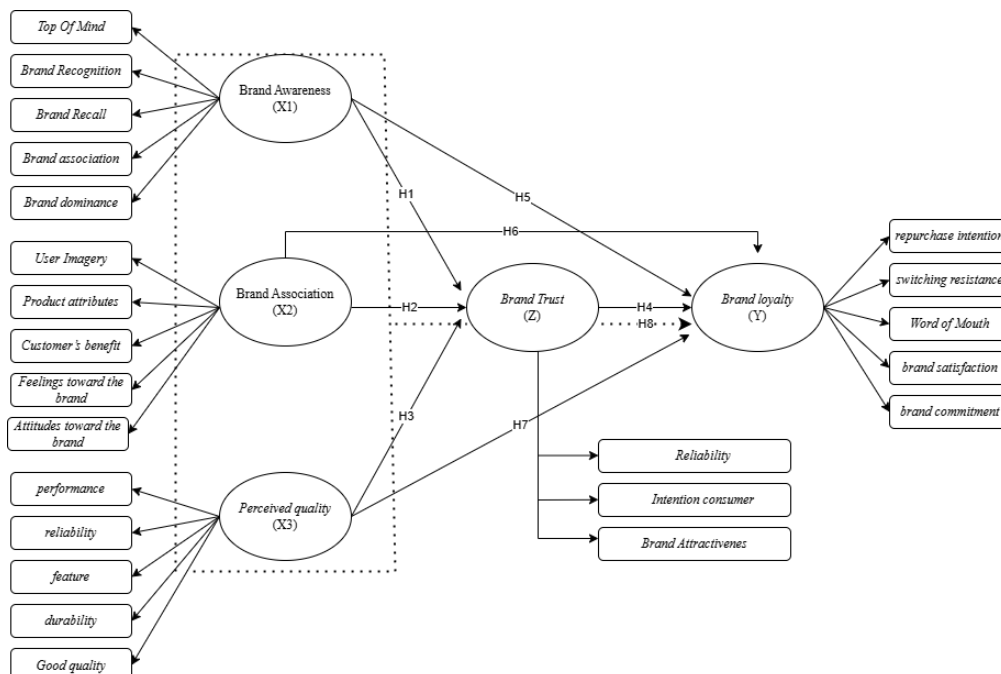 Top Of Mind
Brand Recognition
Brand Recall
Brand association
Brand dominance
Brand Awareness
(X1)
H1
H5
User Imagery
Product attributes
Customer's benefit
Feelings toward the
brand
Attitudes toward the
brand
Brand Association
(X2)
H6
H2
Brand Trust
(Z)
H4
H8
Brand loyalty
(Y)
repurchase intention
switching resistance
Word of Mouth
brand satisfaction
brand commitment
H3
H7
performance
reliability
feature
durability
Good quality
Perceived quality
(X3)
Reliability
Intention consumer
Brand Attractivenes